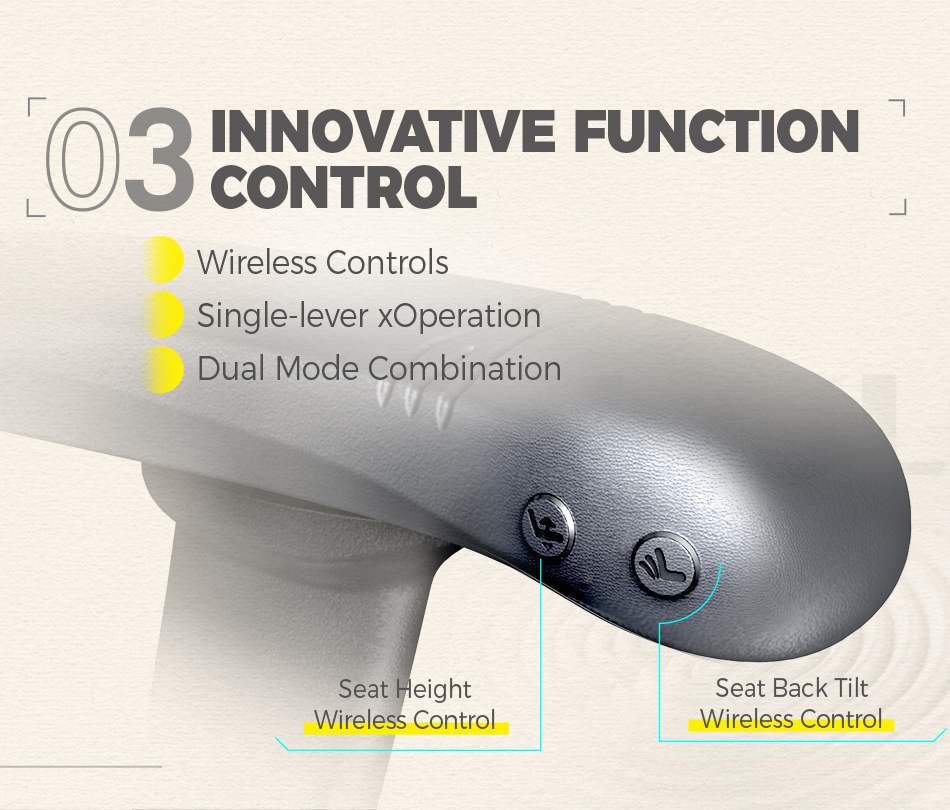 03 INNOVATIVE FUNCTION
CONTROL
Wireless Controls
Single-lever xOperation
Dual Mode Combination
Seat Height
Wireless Control
Seat Back Tilt
Wireless Control